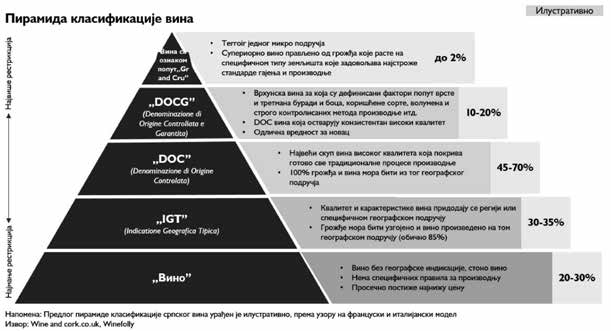 Пирамида класификације вина
Илустративно
Највише рестрикција
Најмање рестрикција
Вина са
ознаком
попут „Gr
and Cru“
• Terroir једног микро подручја
• Супериорно вино прављено од грожђа које расте на
специфичном типу земљишта које задовољава најстроже
стандарде гајења и производње
до 2%
„DOCG“
(Denominazione di
Origine Controllata e
Garantita)
• Врхунска вина за која су дефинисани фактори попут врсте
и третмана буради и боца, коришћене сорте, волумена и
строго контролисаних метода производње итд.
• DOC вина која остварују конзистентан високи квалитет
• Одлична вредност за новац
10-20%
„DOC“
(Denominazione di Origine
Controlata)
• Највећи скуп вина високог квалитета која покрива
готово све традиционалне процесе производње
• 100% грожђа и вина мора бити из тог географског
подручја
45-70%
„IGT“
(Indicatione Geografica Tipica)
• Квалитет и карактеристике вина придодају се регији или
специфичном географском подручју
• Грожђе мора бити узгојено и вино произведено на том
географском подручју (обично 85%)
30-35%
„Вино“
• Вино без географске индикације, стоно вино
• Нема специфичних правила за производњу
• Просечно постиже најнижу цену
20-30%
Напомена: Предлог пирамиде класификације српског вина урађен је илустративно, према узору на француски и италијански модел
Извор: Wine and cork.co.uk, Winefolly